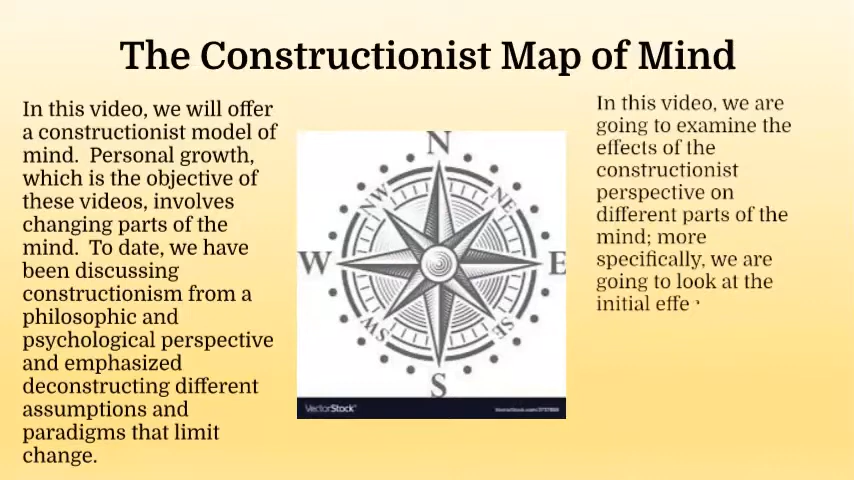 The Constructionist Map of Mind
In this video, we will offer
a constructionist model of
mind.  Personal growth,
which is the objective of
these videos, involves
changing parts of the
mind.  To date, we have
been discussing
constructionism from a
philosophic and
psychological perspective
and emphasized
deconstructing different
assumptions and
paradigms that limit
change.
N
NW
NE
W
E
SW
SE
S
VectorStock
In this video, we are
going to examine the
effects of the
constructionist
perspective on
different parts of the
mind; more
specifically, we are
going to look at the
initial effe